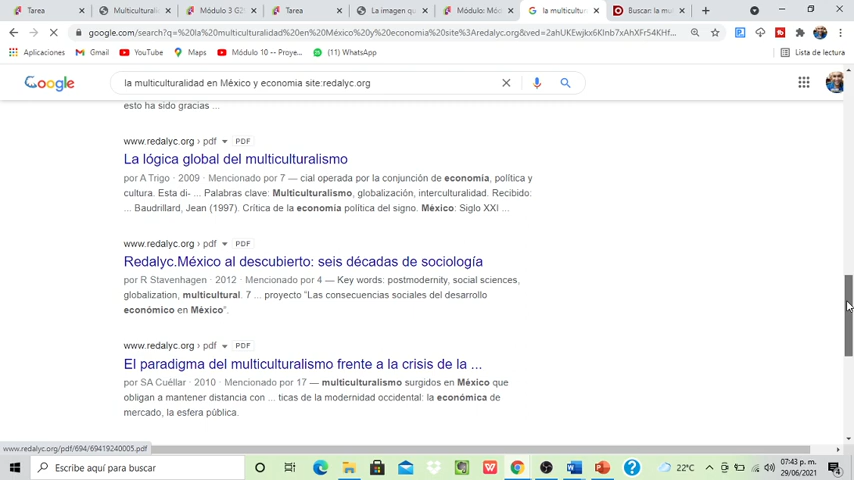 Tarea
Multiculturalis
Módulo 3 G2
Tarea
La imagen qu
Módulo: Mód
la multiculturi
Buscar: la mu
google.com/search?q=%20la%20multiculturalidad%20en%20México%20y%20economia%20site%3Aredalyc.org&ved=2ahUKEwjkx6KInb7xAhXFr54KHf...
Aplicaciones
Gmail
YouTube
Maps
Módulo 10 -- Proye...
(11) WhatsApp
Lista de lectura
Google
la multiculturalidad en México y economia site:redalyc.org
esto ha sido gracias ...
www.redalyc.org › pdf PDF
La lógica global del multiculturalismo
por A Trigo · 2009 · Mencionado por 7 — cial operada por la conjunción de economía, política y
cultura. Esta di- ... Palabras clave: Multiculturalismo, globalización, interculturalidad. Recibido:
... Baudrillard, Jean (1997). Crítica de la economía política del signo. México: Siglo XXI ...
www.redalyc.org › pdf PDF
Redalyc.México al descubierto: seis décadas de sociología
por R Stavenhagen · 2012 · Mencionado por 4 — Key words: postmodernity, social sciences,
globalization, multicultural. 7 ... proyecto "Las consecuencias sociales del desarrollo
económico en México".
www.redalyc.org › pdf PDF
El paradigma del multiculturalismo frente a la crisis de la ...
por SA Cuéllar · 2010 · Mencionado por 17 — multiculturalismo surgidos en México que
obligan a mantener distancia con ... ticas de la modernidad occidental: la económica de
mercado, la esfera pública.
www.redalyc.org/pdf/694/69419240005.pdf
Escribe aquí para buscar
22°C
07:43 p. m.
29/06/2021
4